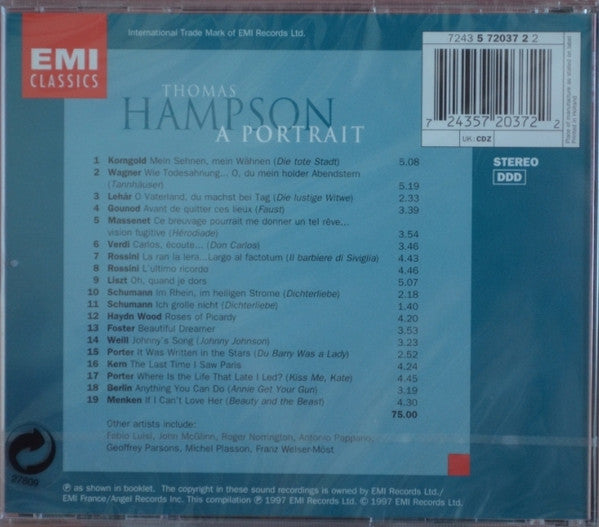 EMI
CLASSICS
International Trade Mark of EMI Records Ltd.
7243 5 72037 2 2
7 24357 20372 2
UK: CDZ
Place of manufacture as stated on label
THOMAS
HAMPSON
A PORTRAIT
STEREO
DDD
1 Korngold Mein Sehnen, mein Wähnen (Die tote Stadt) 5.08
2 Wagner Wie Todesahnung... O, du mein holder Abendstern
(Tannhäuser) 5.19
3 Lehár O Vaterland, du machst bei Tag (Die lustige Witwe) 2.33
4 Gounod Avant de quitter ces lieux (Faust) 3.39
5 Massenet Ce breuvage pourrait me donner un tel rêve...
vision fugitive (Hérodiade) 3.54
6 Verdi Carlos, écoute... (Don Carlos) 3.46
7 Rossini La ran la lera...Largo al factotum (Il barbiere di Siviglia) 4.43
8 Rossini L'ultimo ricordo 4.46
9 Liszt Oh, quand je dors 5.07
10 Schumann Im Rhein, im heiligen Strome (Dichterliebe) 2.18
11 Schumann Ich grolle nicht (Dichterliebe) 1.40
12 Haydn Wood Roses of Picardy 4.20
13 Foster Beautiful Dreamer 3.53
14 Weill Johnny's Song (Johnny Johnson) 3.23
15 Porter It Was Written in the Stars (Du Barry Was a Lady) 2.52
16 Kern The Last Time I Saw Paris 4.24
17 Porter Where Is the Life That Late I Led? (Kiss Me, Kate) 4.45
18 Berlin Anything You Can Do (Annie Get Your Gun) 3.19
19 Menken If I Can't Love Her (Beauty and the Beast) 4.30
75.00
Other artists include:
Fabio Luisi, John McGlinn, Roger Norrington, Antonio Pappano,
Geoffrey Parsons, Michel Plasson, Franz Welser-Möst
27809
℗ as shown in booklet. The copyright in these sound recordings is owned by EMI Records Ltd./
EMI France/Angel Records Inc. This compilation ℗ 1997 EMI Records Ltd. © 1997 EMI Records Ltd.